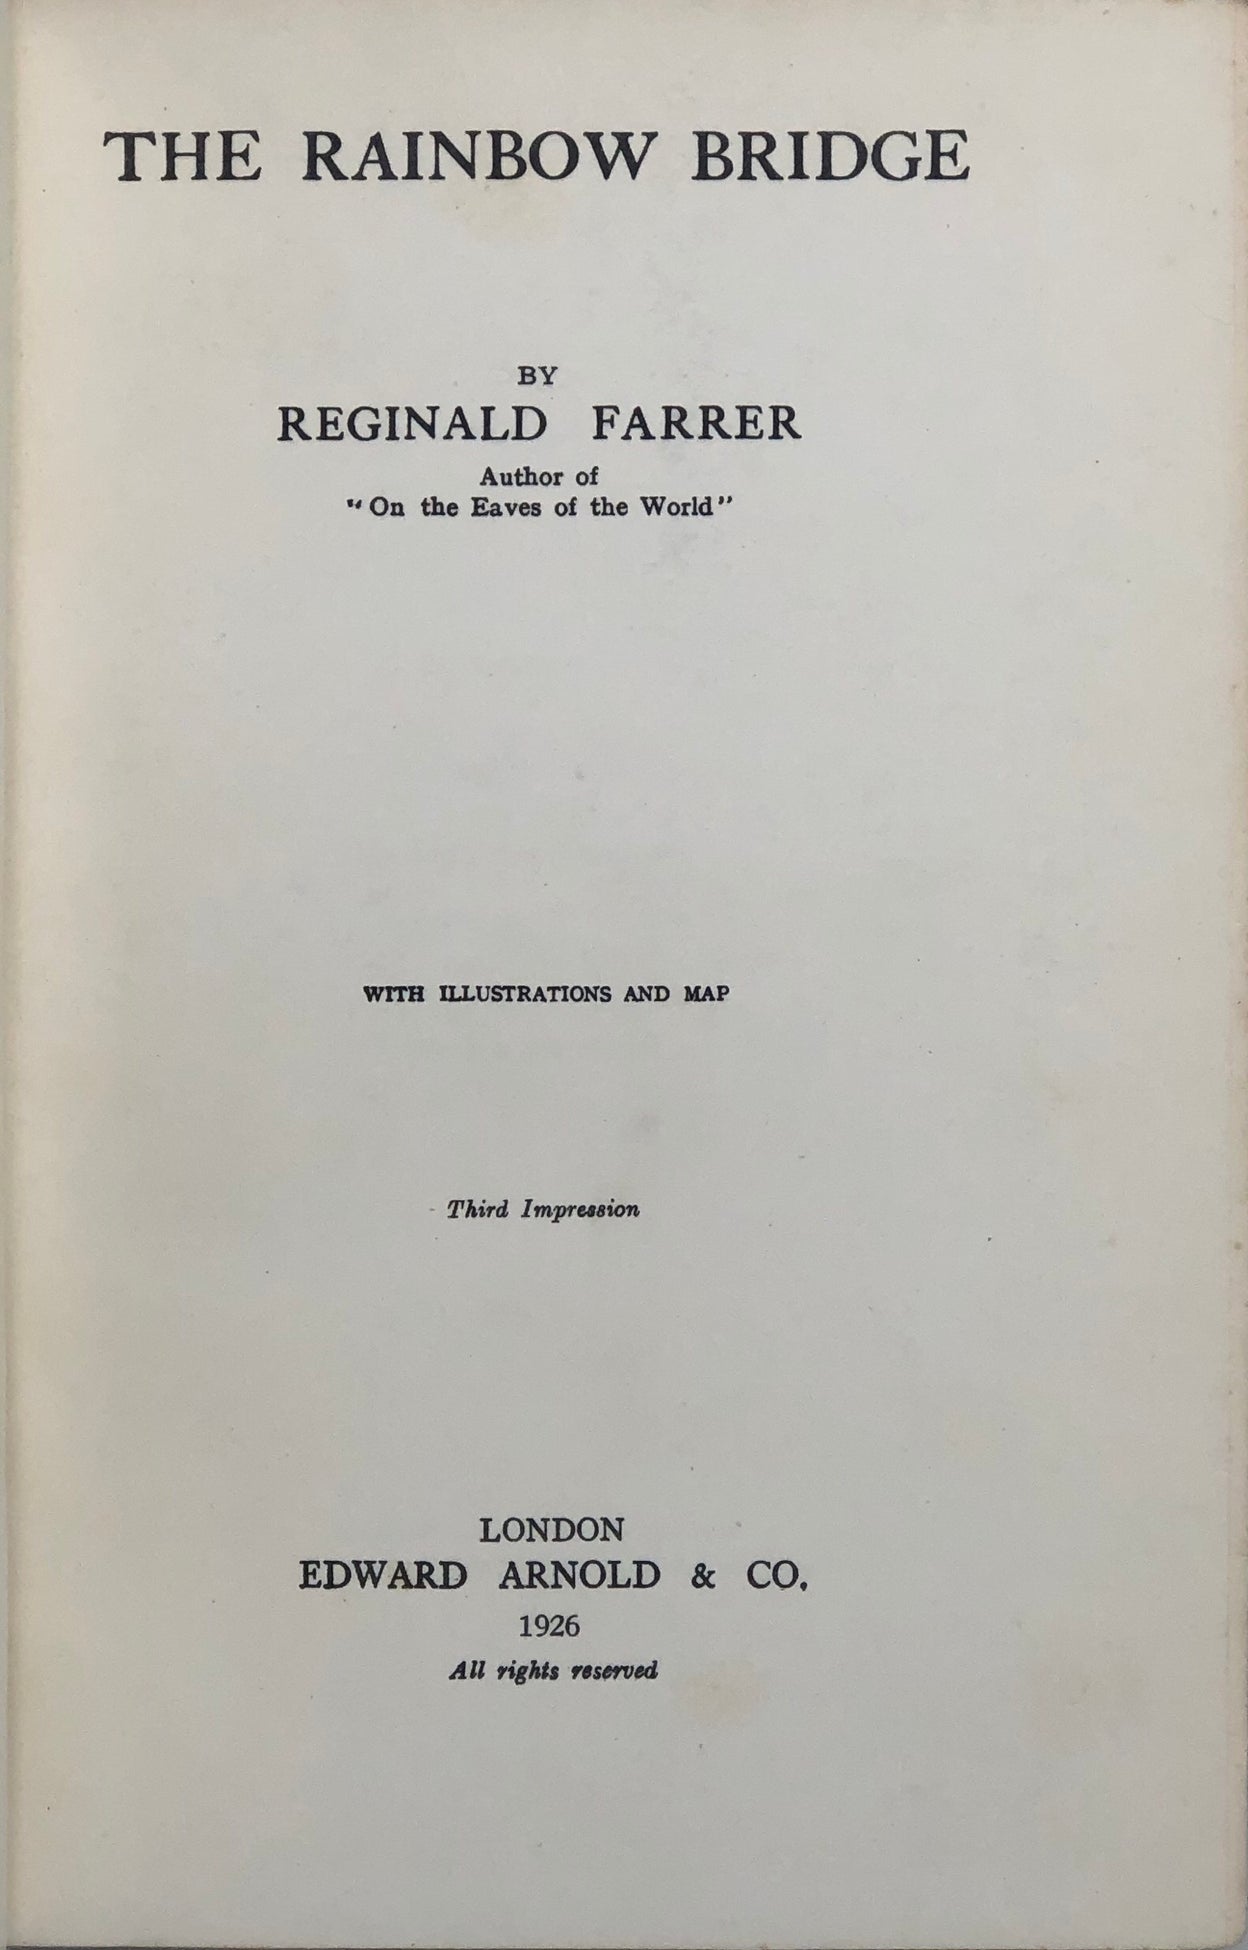 THE RAINBOW BRIDGE
BY
REGINALD FARRER
Author of
"On the Eaves of the World"
WITH ILLUSTRATIONS AND MAP
Third Impression
LONDON
EDWARD ARNOLD & CO.
1926
All rights reserved